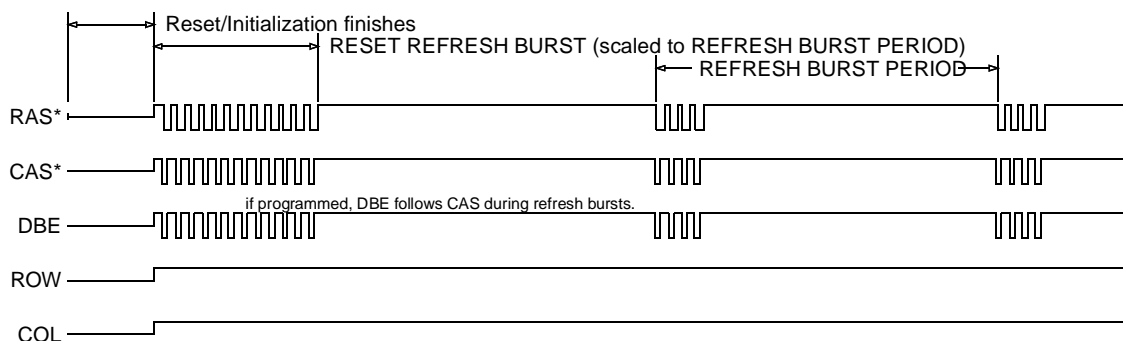 Reset/Initialization finishes
RESET REFRESH BURST (scaled to REFRESH BURST PERIOD)
REFRESH BURST PERIOD
RAS*
CAS*
if programmed, DBE follows CAS during refresh bursts.
DBE
ROW
COL